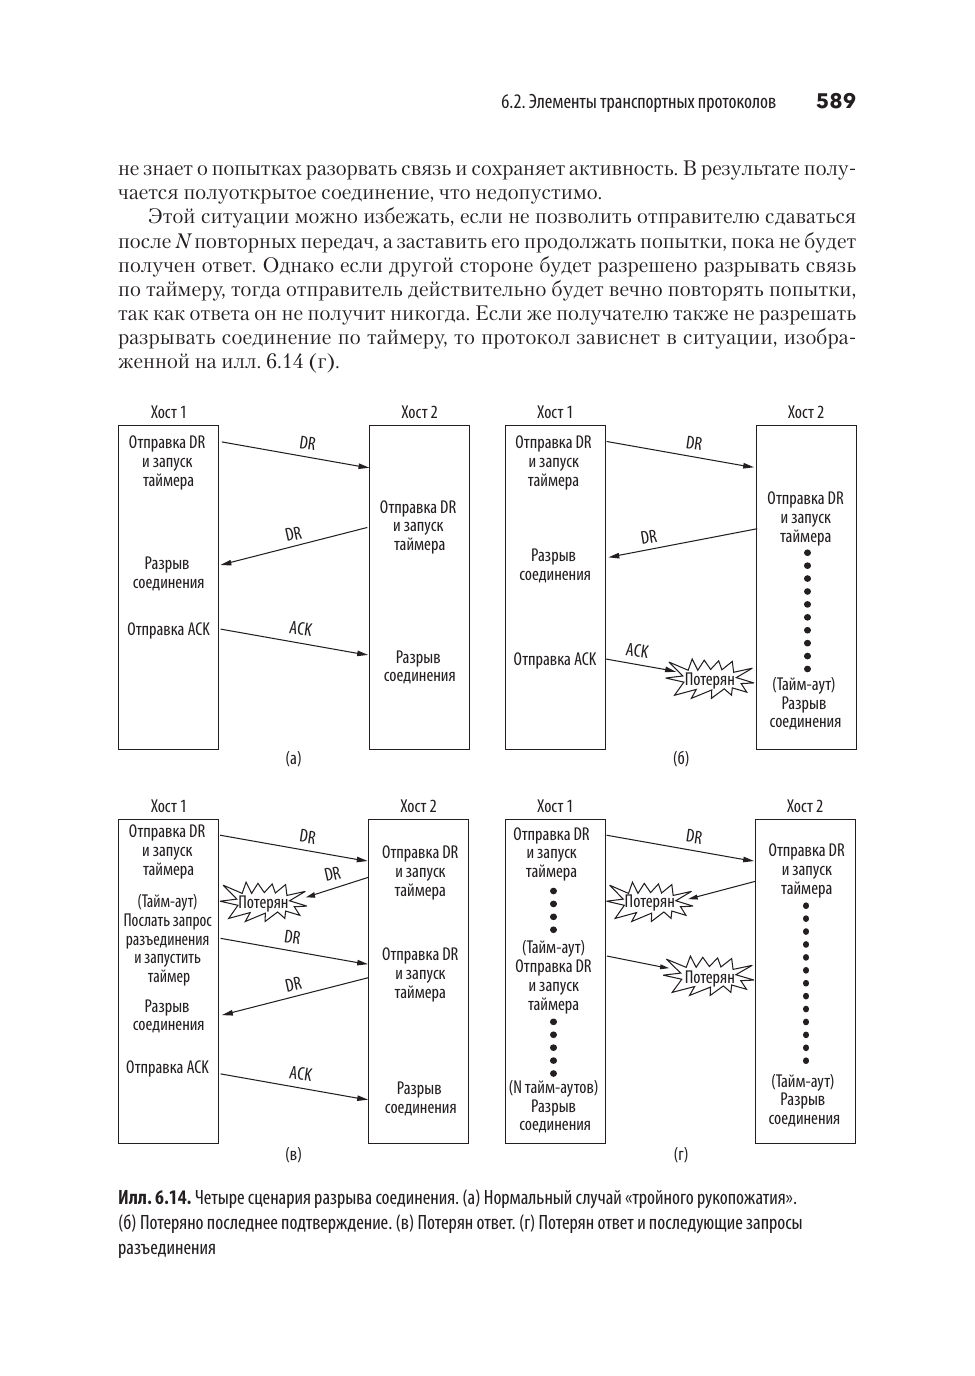 6.2. Элементы транспортных протоколов 589
не знает о попытках разорвать связь и сохраняет активность. В результате полу-
чается полуоткрытое соединение, что недопустимо.
Этой ситуации можно избежать, если не позволить отправителю сдаваться
после N повторных передач, а заставить его продолжать попытки, пока не будет
получен ответ. Однако если другой стороне будет разрешено разрывать связь
по таймеру, тогда отправитель действительно будет вечно повторять попытки,
так как ответа он не получит никогда. Если же получателю также не разрешать
разрывать соединение по таймеру, то протокол зависнет в ситуации, изобра-
женной на илл. 6.14 (г).
Хост 1
Хост 2
Отправка DR
и запуск
таймера
DR
Отправка DR
и запуск
таймера
DR
Разрыв
соединения
Отправка ACK
ACK
Разрыв
соединения
(а)
Хост 1
Хост 2
Отправка DR
и запуск
таймера
DR
Отправка DR
и запуск
таймера
DR
Разрыв
соединения
Отправка ACK
ACK
Потерян
(Тайм-аут)
Разрыв
соединения
(б)
Хост 1
Хост 2
Отправка DR
и запуск
таймера
DR
Отправка DR
и запуск
таймера
DR
Потерян
(Тайм-аут)
Послать запрос
разъединения
и запустить
таймер
DR
Отправка DR
и запуск
таймера
DR
Разрыв
соединения
Отправка ACK
ACK
Разрыв
соединения
(в)
Хост 1
Хост 2
Отправка DR
и запуск
таймера
DR
Отправка DR
и запуск
таймера
Потерян
(Тайм-аут)
Отправка DR
и запуск
таймера
Потерян
(N тайм-аутов)
Разрыв
соединения
(Тайм-аут)
Разрыв
соединения
(г)
Илл. 6.14. Четыре сценария разрыва соединения. (а) Нормальный случай «тройного рукопожатия».
(б) Потеряно последнее подтверждение. (в) Потерян ответ. (г) Потерян ответ и последующие запросы
разъединения